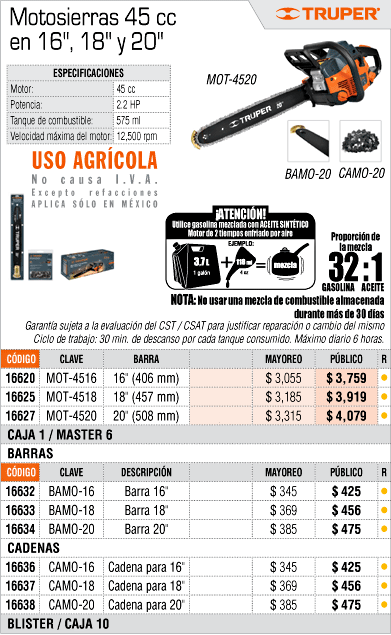 Motosierras 45 cc
en 16", 18" y 20"
TRUPER
ESPECIFICACIONES
Motor: 45 cc
Potencia: 2.2 HP
Tanque de combustible: 575 ml
Velocidad máxima del motor: 12,500 rpm
MOT-4520
TRUPER 20"
BAMO-20 CAMO-20
USO AGRÍCOLA
No causa I.V.A.
Excepto refacciones
APLICA SÓLO EN MÉXICO
¡ATENCIÓN!
Utilice gasolina mezclada con ACEITE SINTÉTICO
Motor de 2 tiempos enfriado por aire
EJEMPLO:
3.7 L
1 galón
+
118 ml
4 oz
=
mezcla
Proporción de
la mezcla
32:1
GASOLINA ACEITE
NOTA: No usar una mezcla de combustible almacenada
durante más de 30 días
Garantía sujeta a la evaluación del CST / CSAT para justificar reparación o cambio del mismo
Ciclo de trabajo: 30 min. de descanso por cada tanque consumido. Máximo diario 6 horas.
CÓDIGO CLAVE BARRA MAYOREO PÚBLICO R
16620 MOT-4516 16" (406 mm) $ 3,055 $ 3,759
16625 MOT-4518 18" (457 mm) $ 3,185 $ 3,919
16627 MOT-4520 20" (508 mm) $ 3,315 $ 4,079
CAJA 1 / MASTER 6
BARRAS
CÓDIGO CLAVE DESCRIPCIÓN MAYOREO PÚBLICO R
16632 BAMO-16 Barra 16" $ 345 $ 425
16633 BAMO-18 Barra 18" $ 369 $ 456
16634 BAMO-20 Barra 20" $ 385 $ 475
CADENAS
16636 CAMO-16 Cadena para 16" $ 345 $ 425
16637 CAMO-18 Cadena para 18" $ 369 $ 456
16638 CAMO-20 Cadena para 20" $ 385 $ 475
BLISTER / CAJA 10